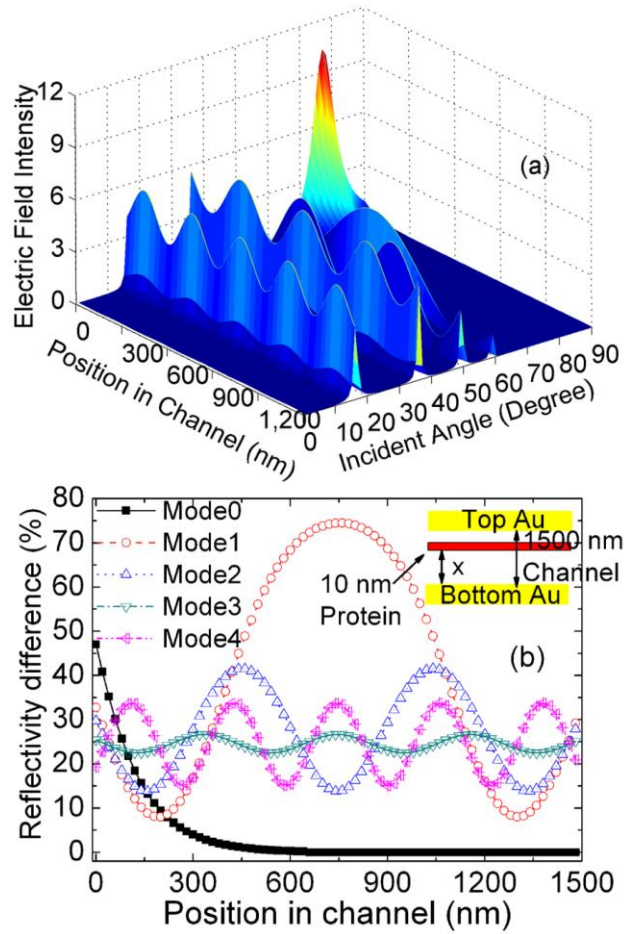 12
9
6
3
0
Electric Field Intensity
(a)
0
300
600
900
1,200
Position in Channel (nm)
0
10
20
30
40
50
60
70
80
90
Incident Angle (Degree)
80
70
60
50
40
30
20
10
0
Reflectivity difference (%)
Mode0
Mode1
Mode2
Mode3
Mode4
Top Au
1500 nm
x
Channel
10 nm
Protein
Bottom Au
(b)
0
300
600
900
1200
1500
Position in channel (nm)